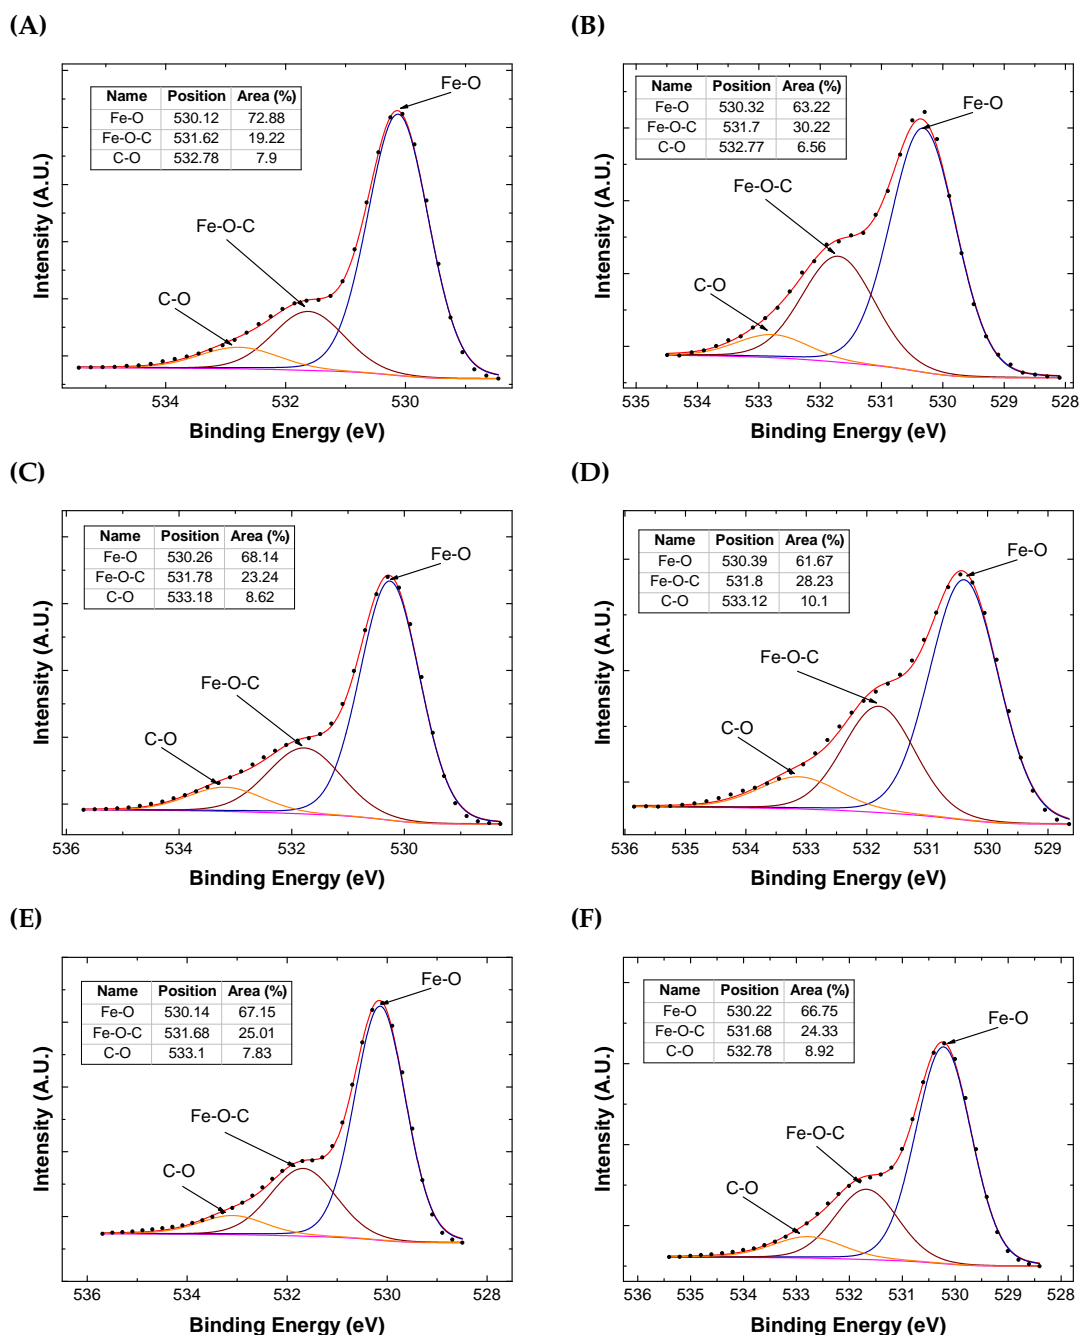 (A)
(B)
Name Position Area (%)
Fe-O 530.12 72.88
Fe-O-C 531.62 19.22
C-O 532.78 7.9
Fe-O
Fe-O-C
C-O
Intensity (A.U.)
534 532 530
Binding Energy (eV)
Name Position Area (%)
Fe-O 530.32 63.22
Fe-O-C 531.7 30.22
C-O 532.77 6.56
Fe-O
Fe-O-C
C-O
Intensity (A.U.)
535 534 533 532 531 530 529 528
Binding Energy (eV)
(C)
(D)
Name Position Area (%)
Fe-O 530.26 68.14
Fe-O-C 531.78 23.24
C-O 533.18 8.62
Fe-O
Fe-O-C
C-O
Intensity (A.U.)
536 534 532 530
Binding Energy (eV)
Name Position Area (%)
Fe-O 530.39 61.67
Fe-O-C 531.8 28.23
C-O 533.12 10.1
Fe-O
Fe-O-C
C-O
Intensity (A.U.)
536 535 534 533 532 531 530 529
Binding Energy (eV)
(E)
(F)
Name Position Area (%)
Fe-O 530.14 67.15
Fe-O-C 531.68 25.01
C-O 533.1 7.83
Fe-O
Fe-O-C
C-O
Intensity (A.U.)
536 534 532 530 528
Binding Energy (eV)
Name Position Area (%)
Fe-O 530.22 66.75
Fe-O-C 531.68 24.33
C-O 532.78 8.92
Fe-O
Fe-O-C
C-O
Intensity (A.U.)
536 535 534 533 532 531 530 529 528
Binding Energy (eV)